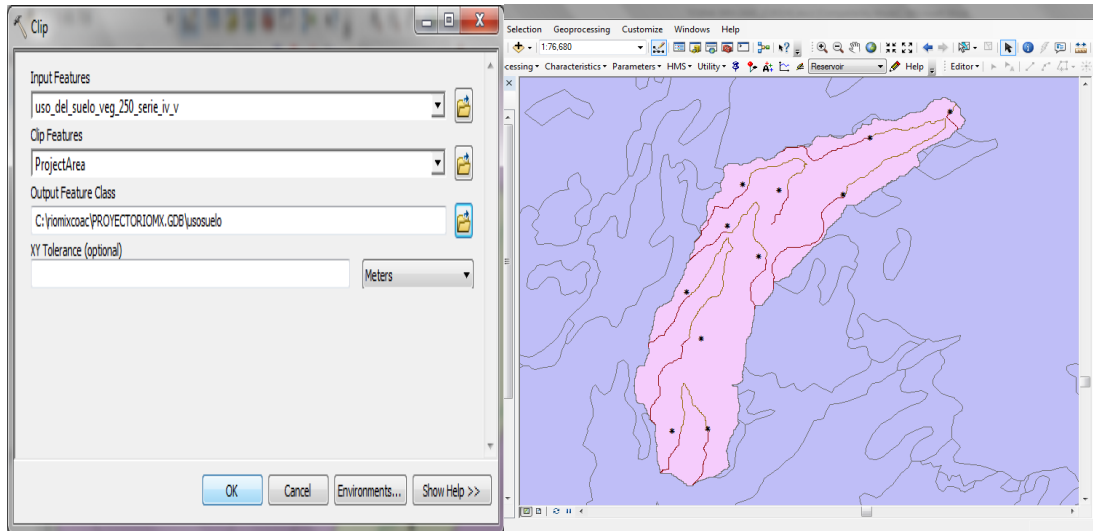 Clip
Input Features
uso_del_suelo_veg_250_serie_iv_v
Clip Features
ProjectArea
Output Feature Class
C:\riomixcoac\PROYECTORIOMX.GDB\usosuelo
XY Tolerance (optional)
Meters
OK Cancel Environments... Show Help >>
Selection Geoprocessing Customize Windows Help
1:76,680
cessing Characteristics Parameters HMS Utility Reservoir Help Editor